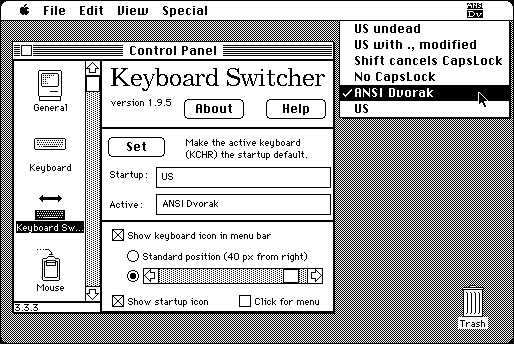 File Edit View Special
ANSI
Dv
US undead
US with ., modified
Shift cancels CapsLock
No CapsLock
✓ANSI Dvorak
US
Control Panel
General
Keyboard
Keyboard Sw...
Mouse
3.3.3
Keyboard Switcher
version 1.9.5
About
Help
Set
Make the active keyboard
(KCHR) the startup default.
Startup: US
Active: ANSI Dvorak
Show keyboard icon in menu bar
Standard position (40 px from right)
Show startup icon
Click for menu
Trash